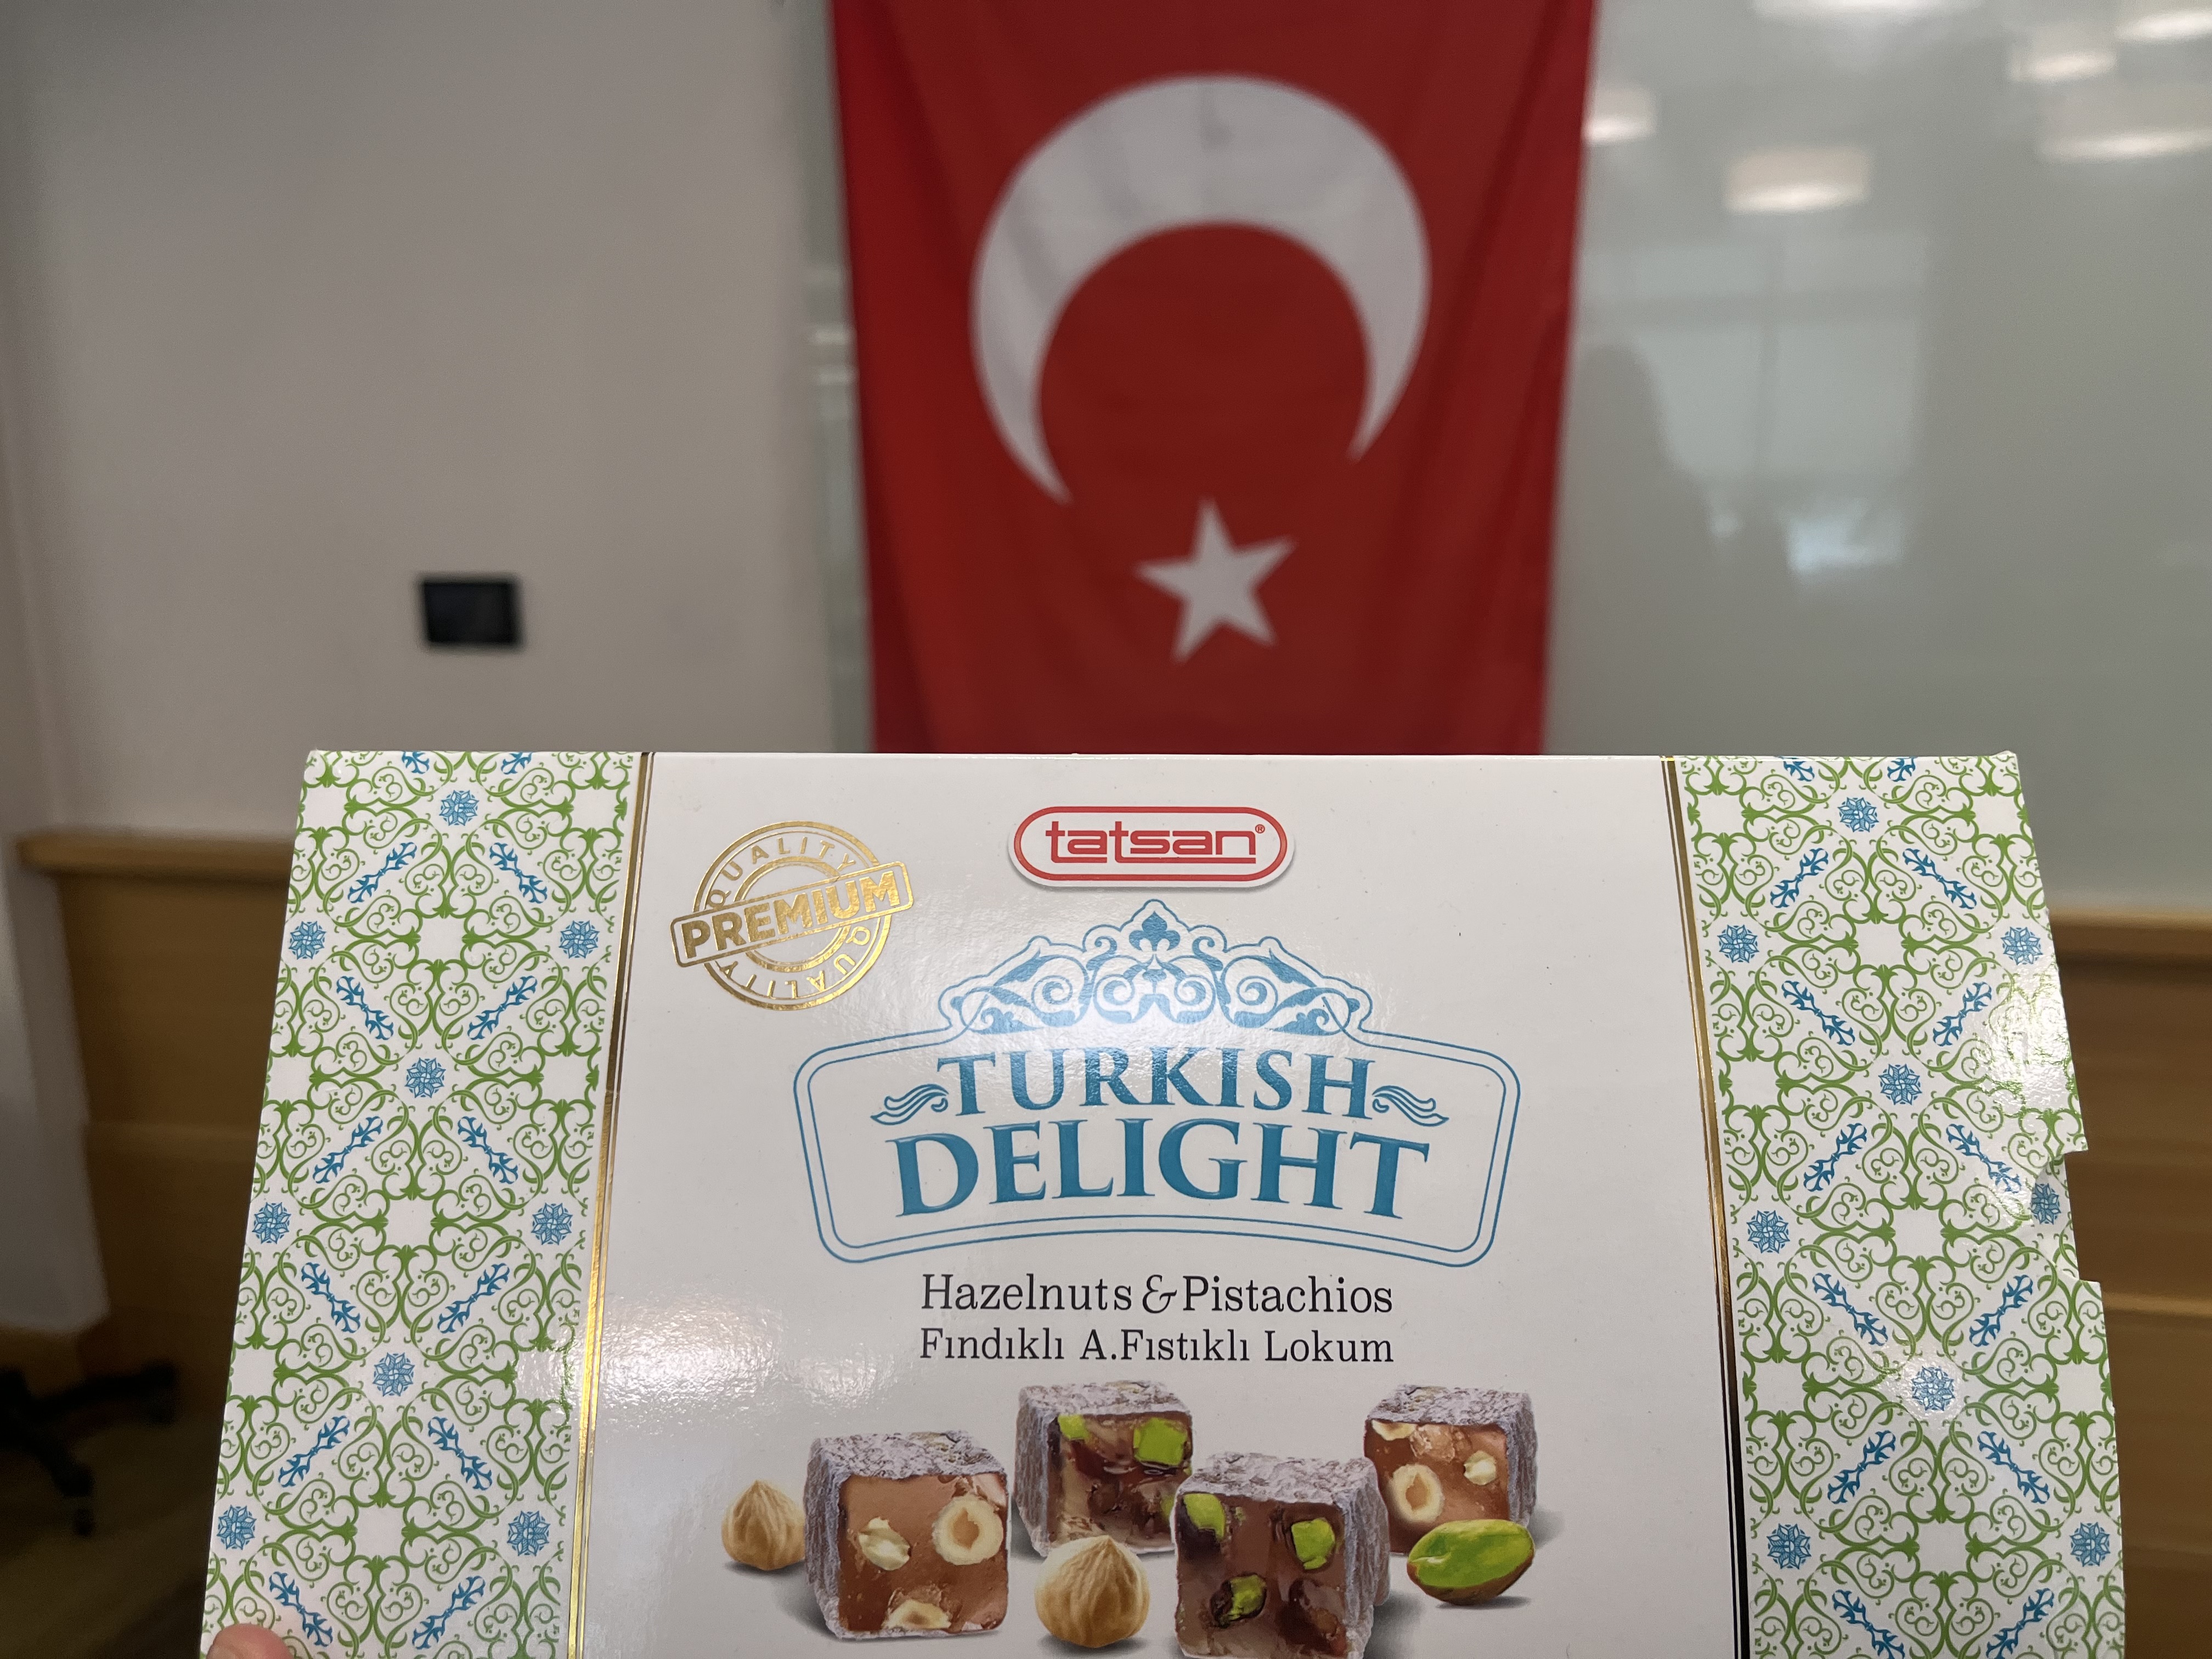 tatsan®
QUALITY
PREMIUM
QUALITY
TURKISH
DELIGHT
Hazelnuts & Pistachios
Fındıklı A.Fıstıklı Lokum